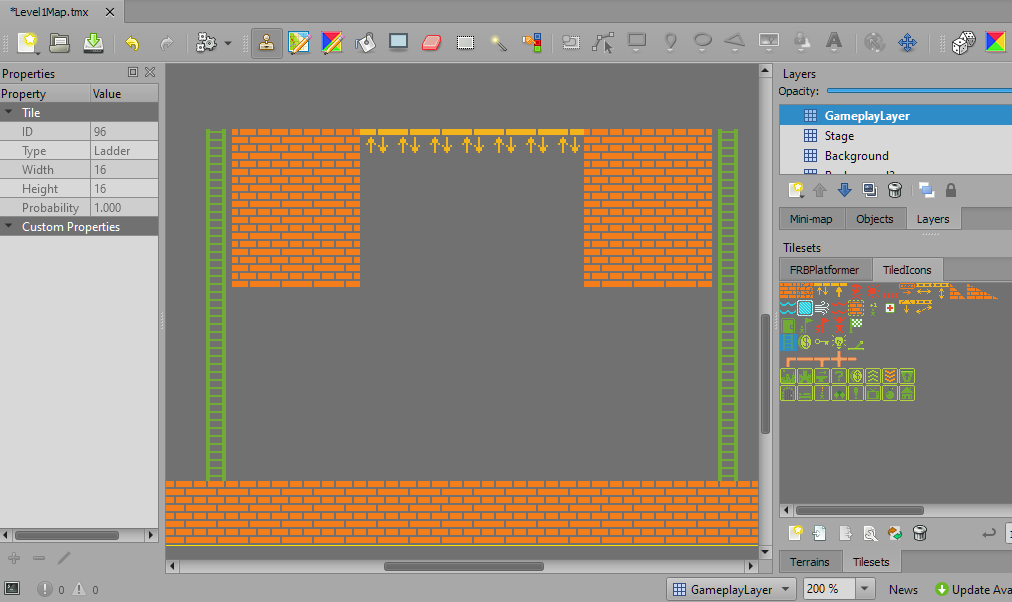 *Level1Map.tmx
Properties
Property Value
Tile
ID 96
Type Ladder
Width 16
Height 16
Probability 1.000
Custom Properties
Layers
Opacity:
GameplayLayer
Stage
Background
Mini-map Objects Layers
Tilesets
FRBPlatformer TiledIcons
Terrains Tilesets
0 0
GameplayLayer 200 % News Update Ava